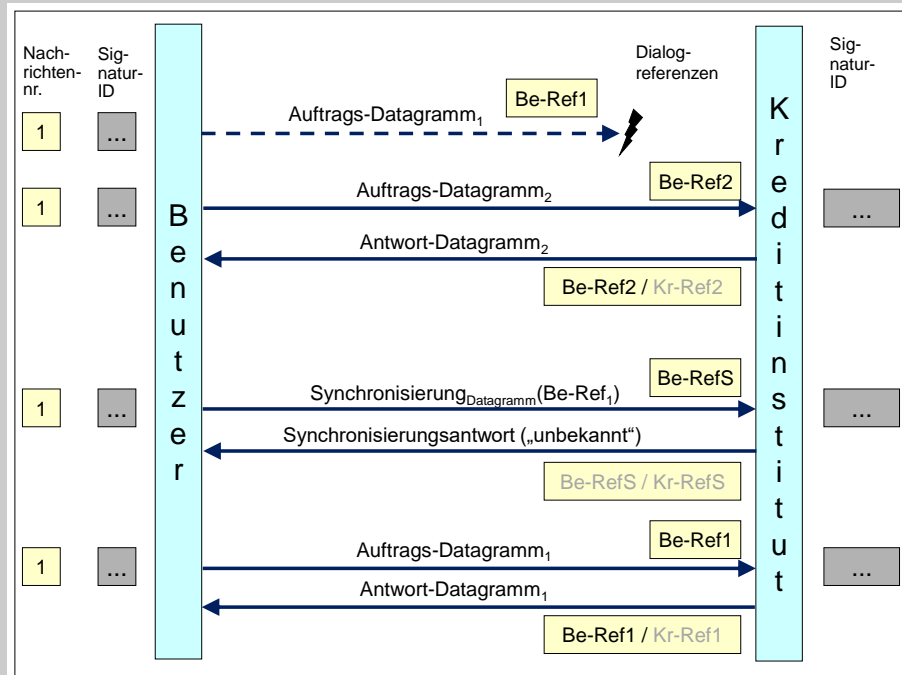 Nach-
richten-
nr.
Sig-
natur-
ID
Dialog-
referenzen
Sig-
natur-
ID
Benutzer
Kreditinstitut
1
...
Auftrags-Datagramm1
Be-Ref1
1
...
Auftrags-Datagramm2
Be-Ref2
...
Antwort-Datagramm2
Be-Ref2 / Kr-Ref2
1
...
SynchronisierungDatagramm(Be-Ref1)
Be-RefS
...
Synchronisierungsantwort („unbekannt“)
Be-RefS / Kr-RefS
1
...
Auftrags-Datagramm1
Be-Ref1
...
Antwort-Datagramm1
Be-Ref1 / Kr-Ref1